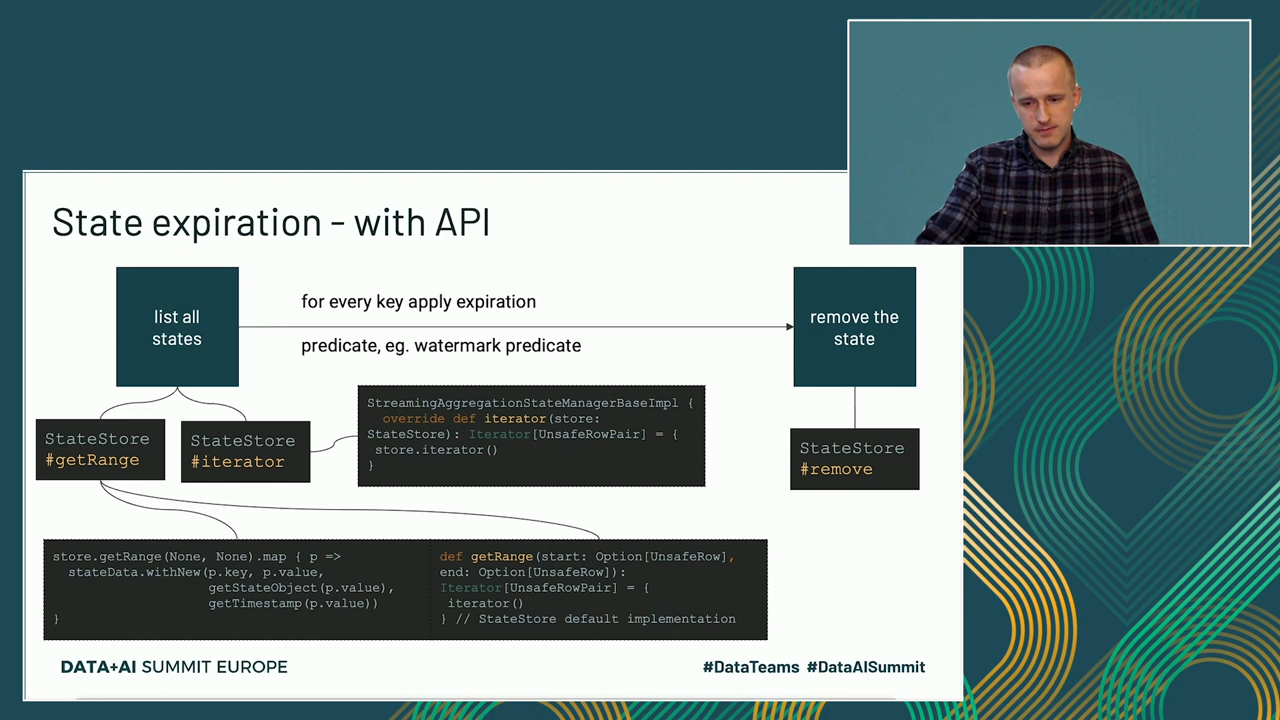 State expiration - with API
list all
states
for every key apply expiration
predicate, eg. watermark predicate
remove the
state
StateStore
#getRange
StateStore
#iterator
StreamingAggregationStateManagerBaseImpl {
override def iterator(store:
StateStore): Iterator[UnsafeRowPair] = {
store.iterator()
}
StateStore
#remove
store.getRange(None, None).map { p =>
stateData.withNew(p.key, p.value,
getStateObject(p.value),
getTimestamp(p.value))
}
def getRange(start: Option[UnsafeRow],
end: Option[UnsafeRow]):
Iterator[UnsafeRowPair] = {
iterator()
} // StateStore default implementation
DATA+AI SUMMIT EUROPE
#DataTeams #DataAISummit